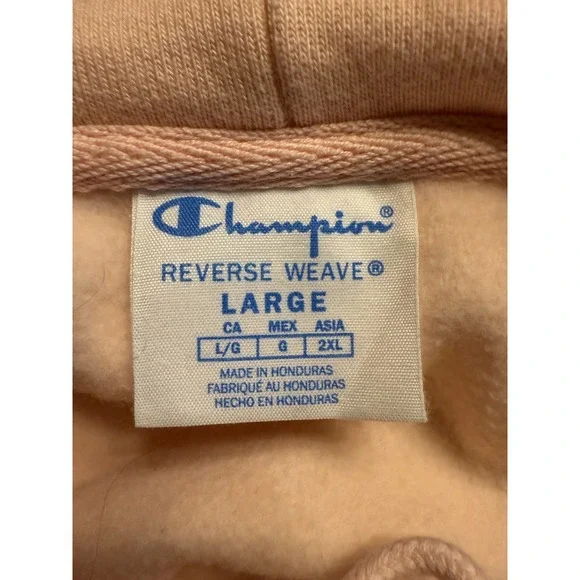 Champion®
REVERSE WEAVE®
LARGE
CA MEX ASIA
L/G G 2XL
MADE IN HONDURAS
FABRIQUÉ AU HONDURAS
HECHO EN HONDURAS